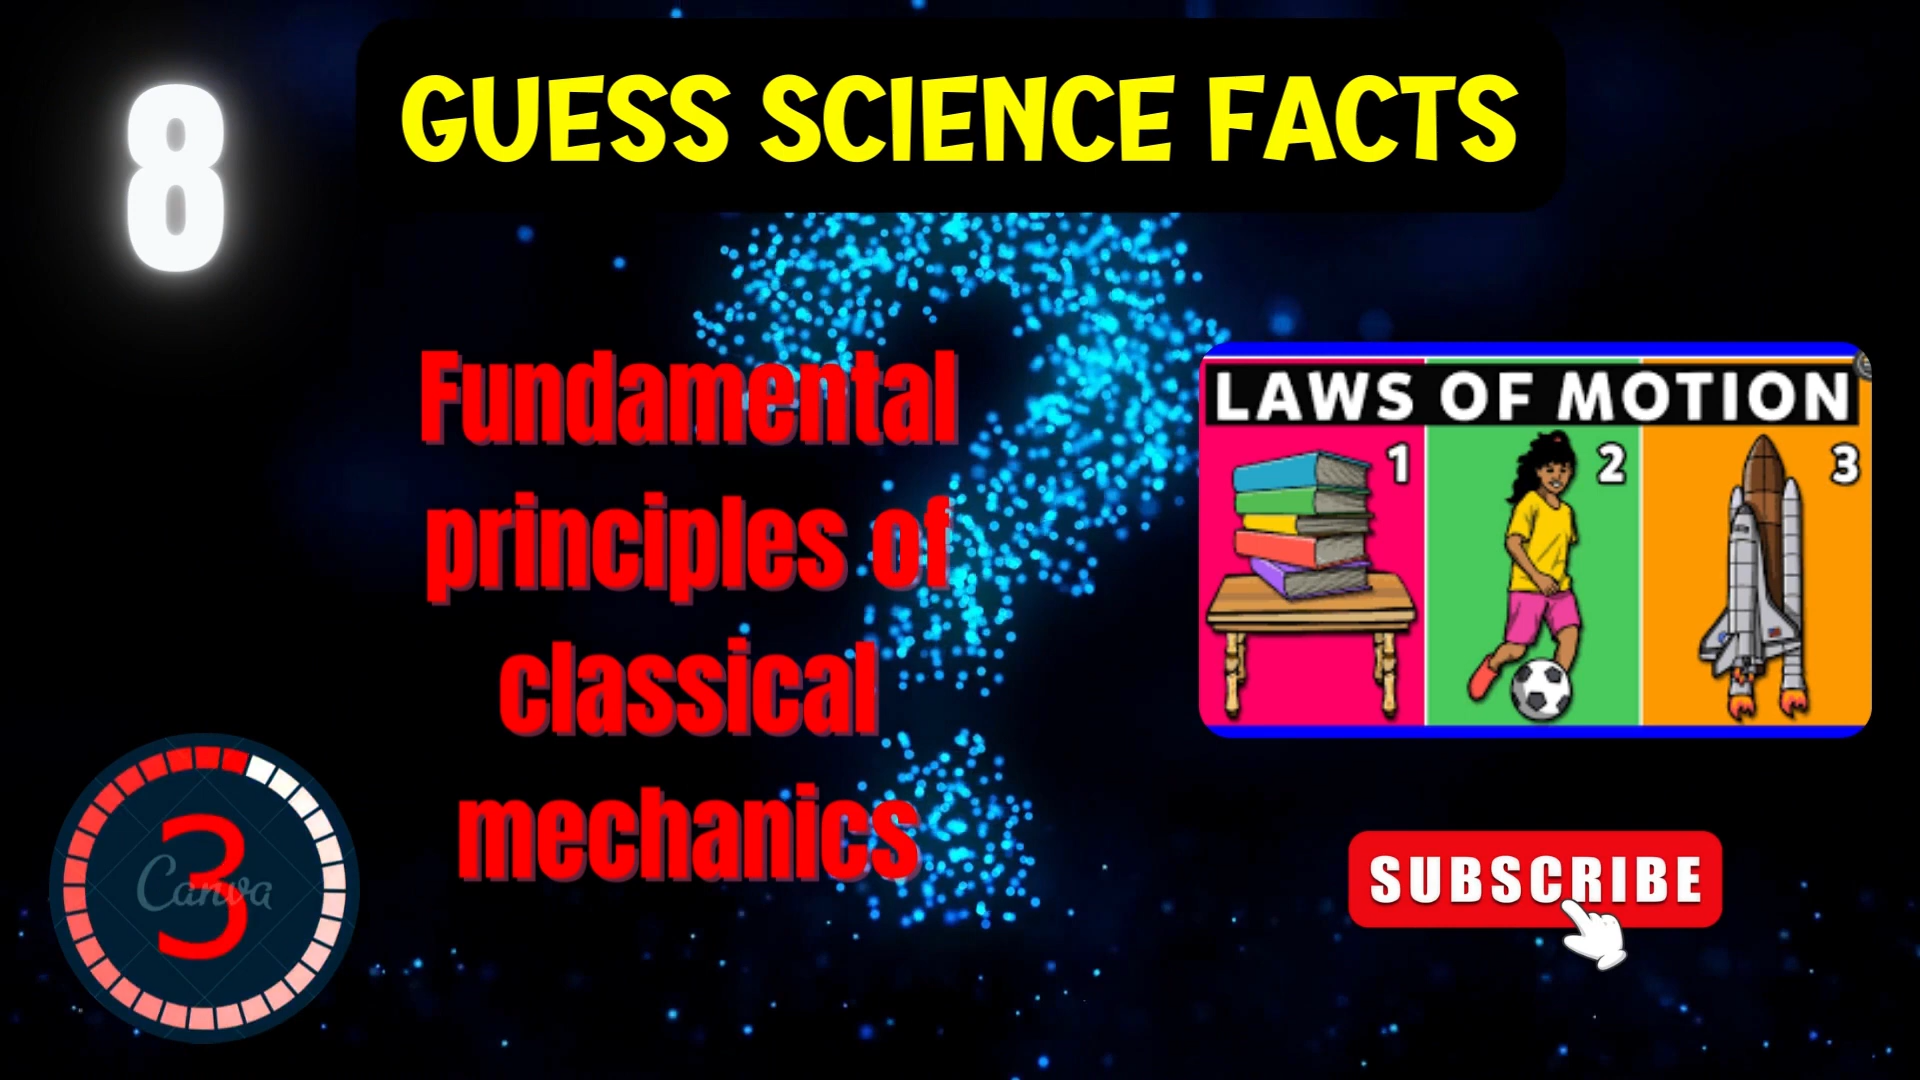 8
GUESS SCIENCE FACTS
Fundamental
principles of
classical
mechanics
LAWS OF MOTION
1
2
3
3
Canva
SUBSCRIBE